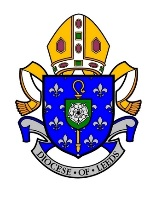 DIOCESE · OF · LEEDS